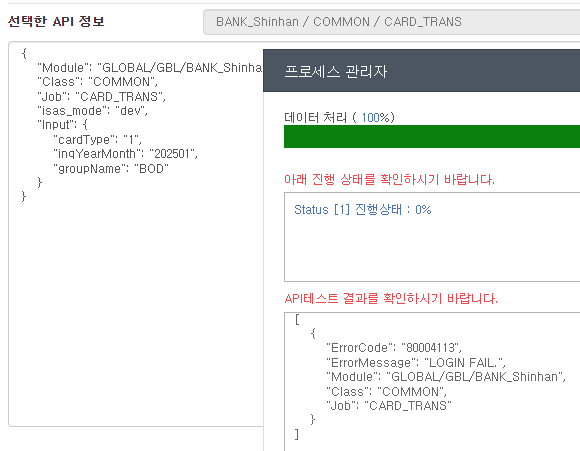 선택한 API 정보
BANK_Shinhan / COMMON / CARD_TRANS
{
"Module": "GLOBAL/GBL/BANK_Shinha
"Class": "COMMON",
"Job": "CARD_TRANS",
"isas_mode": "dev",
"Input": {
"cardType": "1",
"inqYearMonth": "202501",
"groupName": "BOD"
}
}
프로세스 관리자
데이터 처리 ( 100%)
아래 진행 상태를 확인하시기 바랍니다.
Status [1] 진행상태 : 0%
API테스트 결과를 확인하시기 바랍니다.
[
{
"ErrorCode": "80004113",
"ErrorMessage": "LOGIN FAIL.",
"Module": "GLOBAL/GBL/BANK_Shinhan",
"Class": "COMMON",
"Job": "CARD_TRANS"
}
]